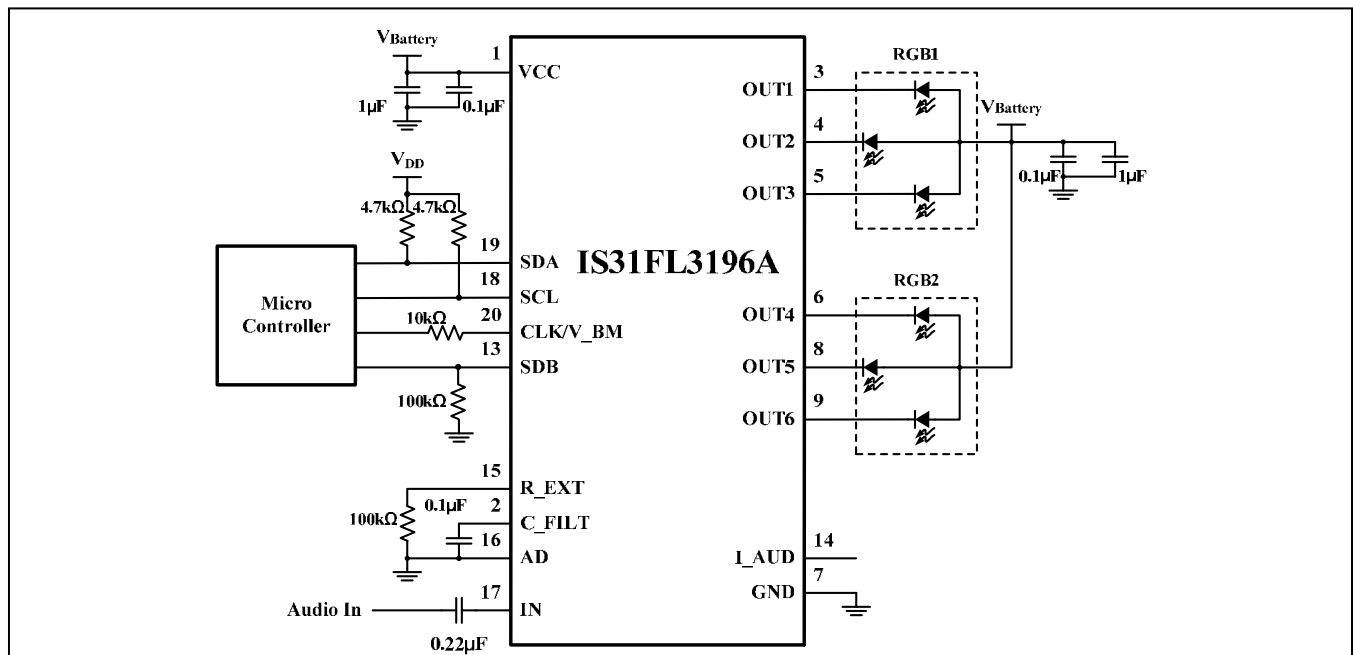 VBattery
1
VCC
1μF
0.1μF
VDD
4.7kΩ 4.7kΩ
Micro
Controller
19
SDA
18
SCL
10kΩ
20
CLK/V_BM
13
SDB
100kΩ
15
R_EXT
0.1μF
2
C_FILT
100kΩ
16
AD
17
IN
Audio In
0.22μF
IS31FL3196A
RGB1
3
OUT1
4
OUT2
5
OUT3
VBattery
0.1μF
1μF
RGB2
6
OUT4
8
OUT5
9
OUT6
14
I_AUD
7
GND